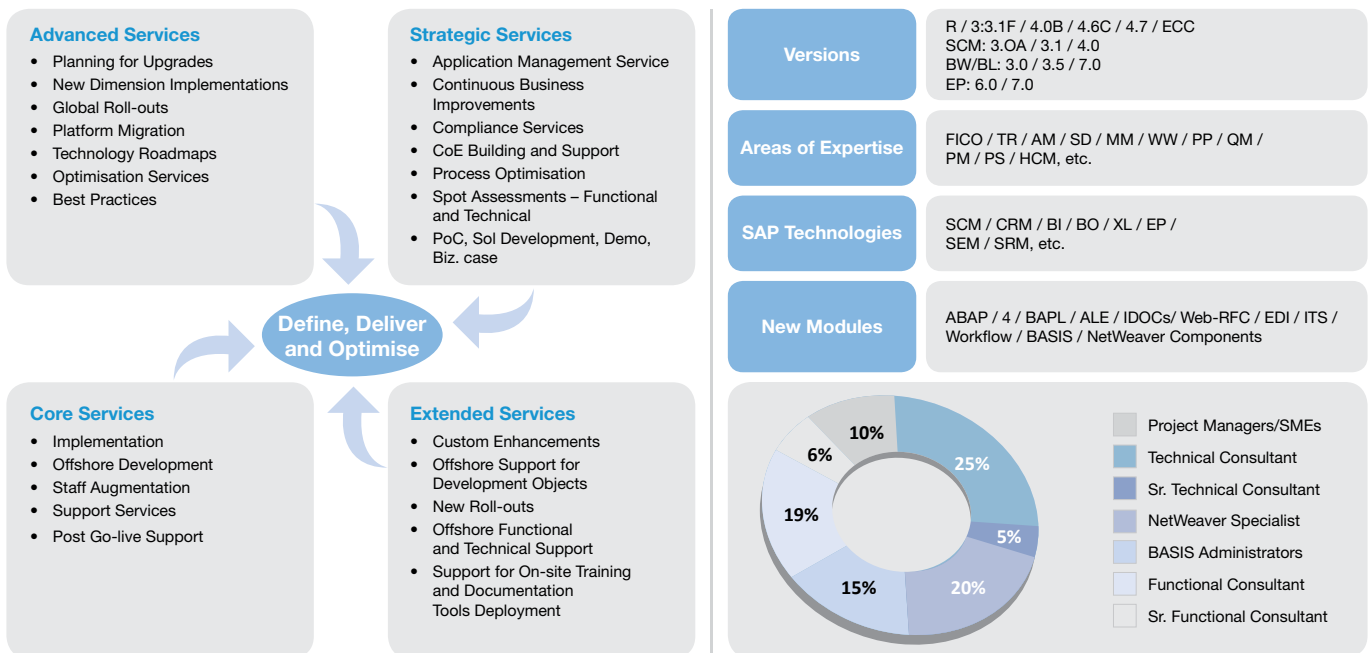 Advanced Services
• Planning for Upgrades
• New Dimension Implementations
• Global Roll-outs
• Platform Migration
• Technology Roadmaps
• Optimisation Services
• Best Practices
Strategic Services
• Application Management Service
• Continuous Business
Improvements
• Compliance Services
• CoE Building and Support
• Process Optimisation
• Spot Assessments – Functional
and Technical
• PoC, Sol Development, Demo,
Biz. case
Define, Deliver
and Optimise
Core Services
• Implementation
• Offshore Development
• Staff Augmentation
• Support Services
• Post Go-live Support
Extended Services
• Custom Enhancements
• Offshore Support for
Development Objects
• New Roll-outs
• Offshore Functional
and Technical Support
• Support for On-site Training
and Documentation
Tools Deployment
Versions
R / 3:3.1F / 4.0B / 4.6C / 4.7 / ECC
SCM: 3.OA / 3.1 / 4.0
BW/BL: 3.0 / 3.5 / 7.0
EP: 6.0 / 7.0
Areas of Expertise
FICO / TR / AM / SD / MM / WW / PP / QM /
PM / PS / HCM, etc.
SAP Technologies
SCM / CRM / BI / BO / XL / EP /
SEM / SRM, etc.
New Modules
ABAP / 4 / BAPL / ALE / IDOCs/ Web-RFC / EDI / ITS /
Workflow / BASIS / NetWeaver Components
10%
25%
6%
19%
5%
15%
20%
Project Managers/SMEs
Technical Consultant
Sr. Technical Consultant
NetWeaver Specialist
BASIS Administrators
Functional Consultant
Sr. Functional Consultant